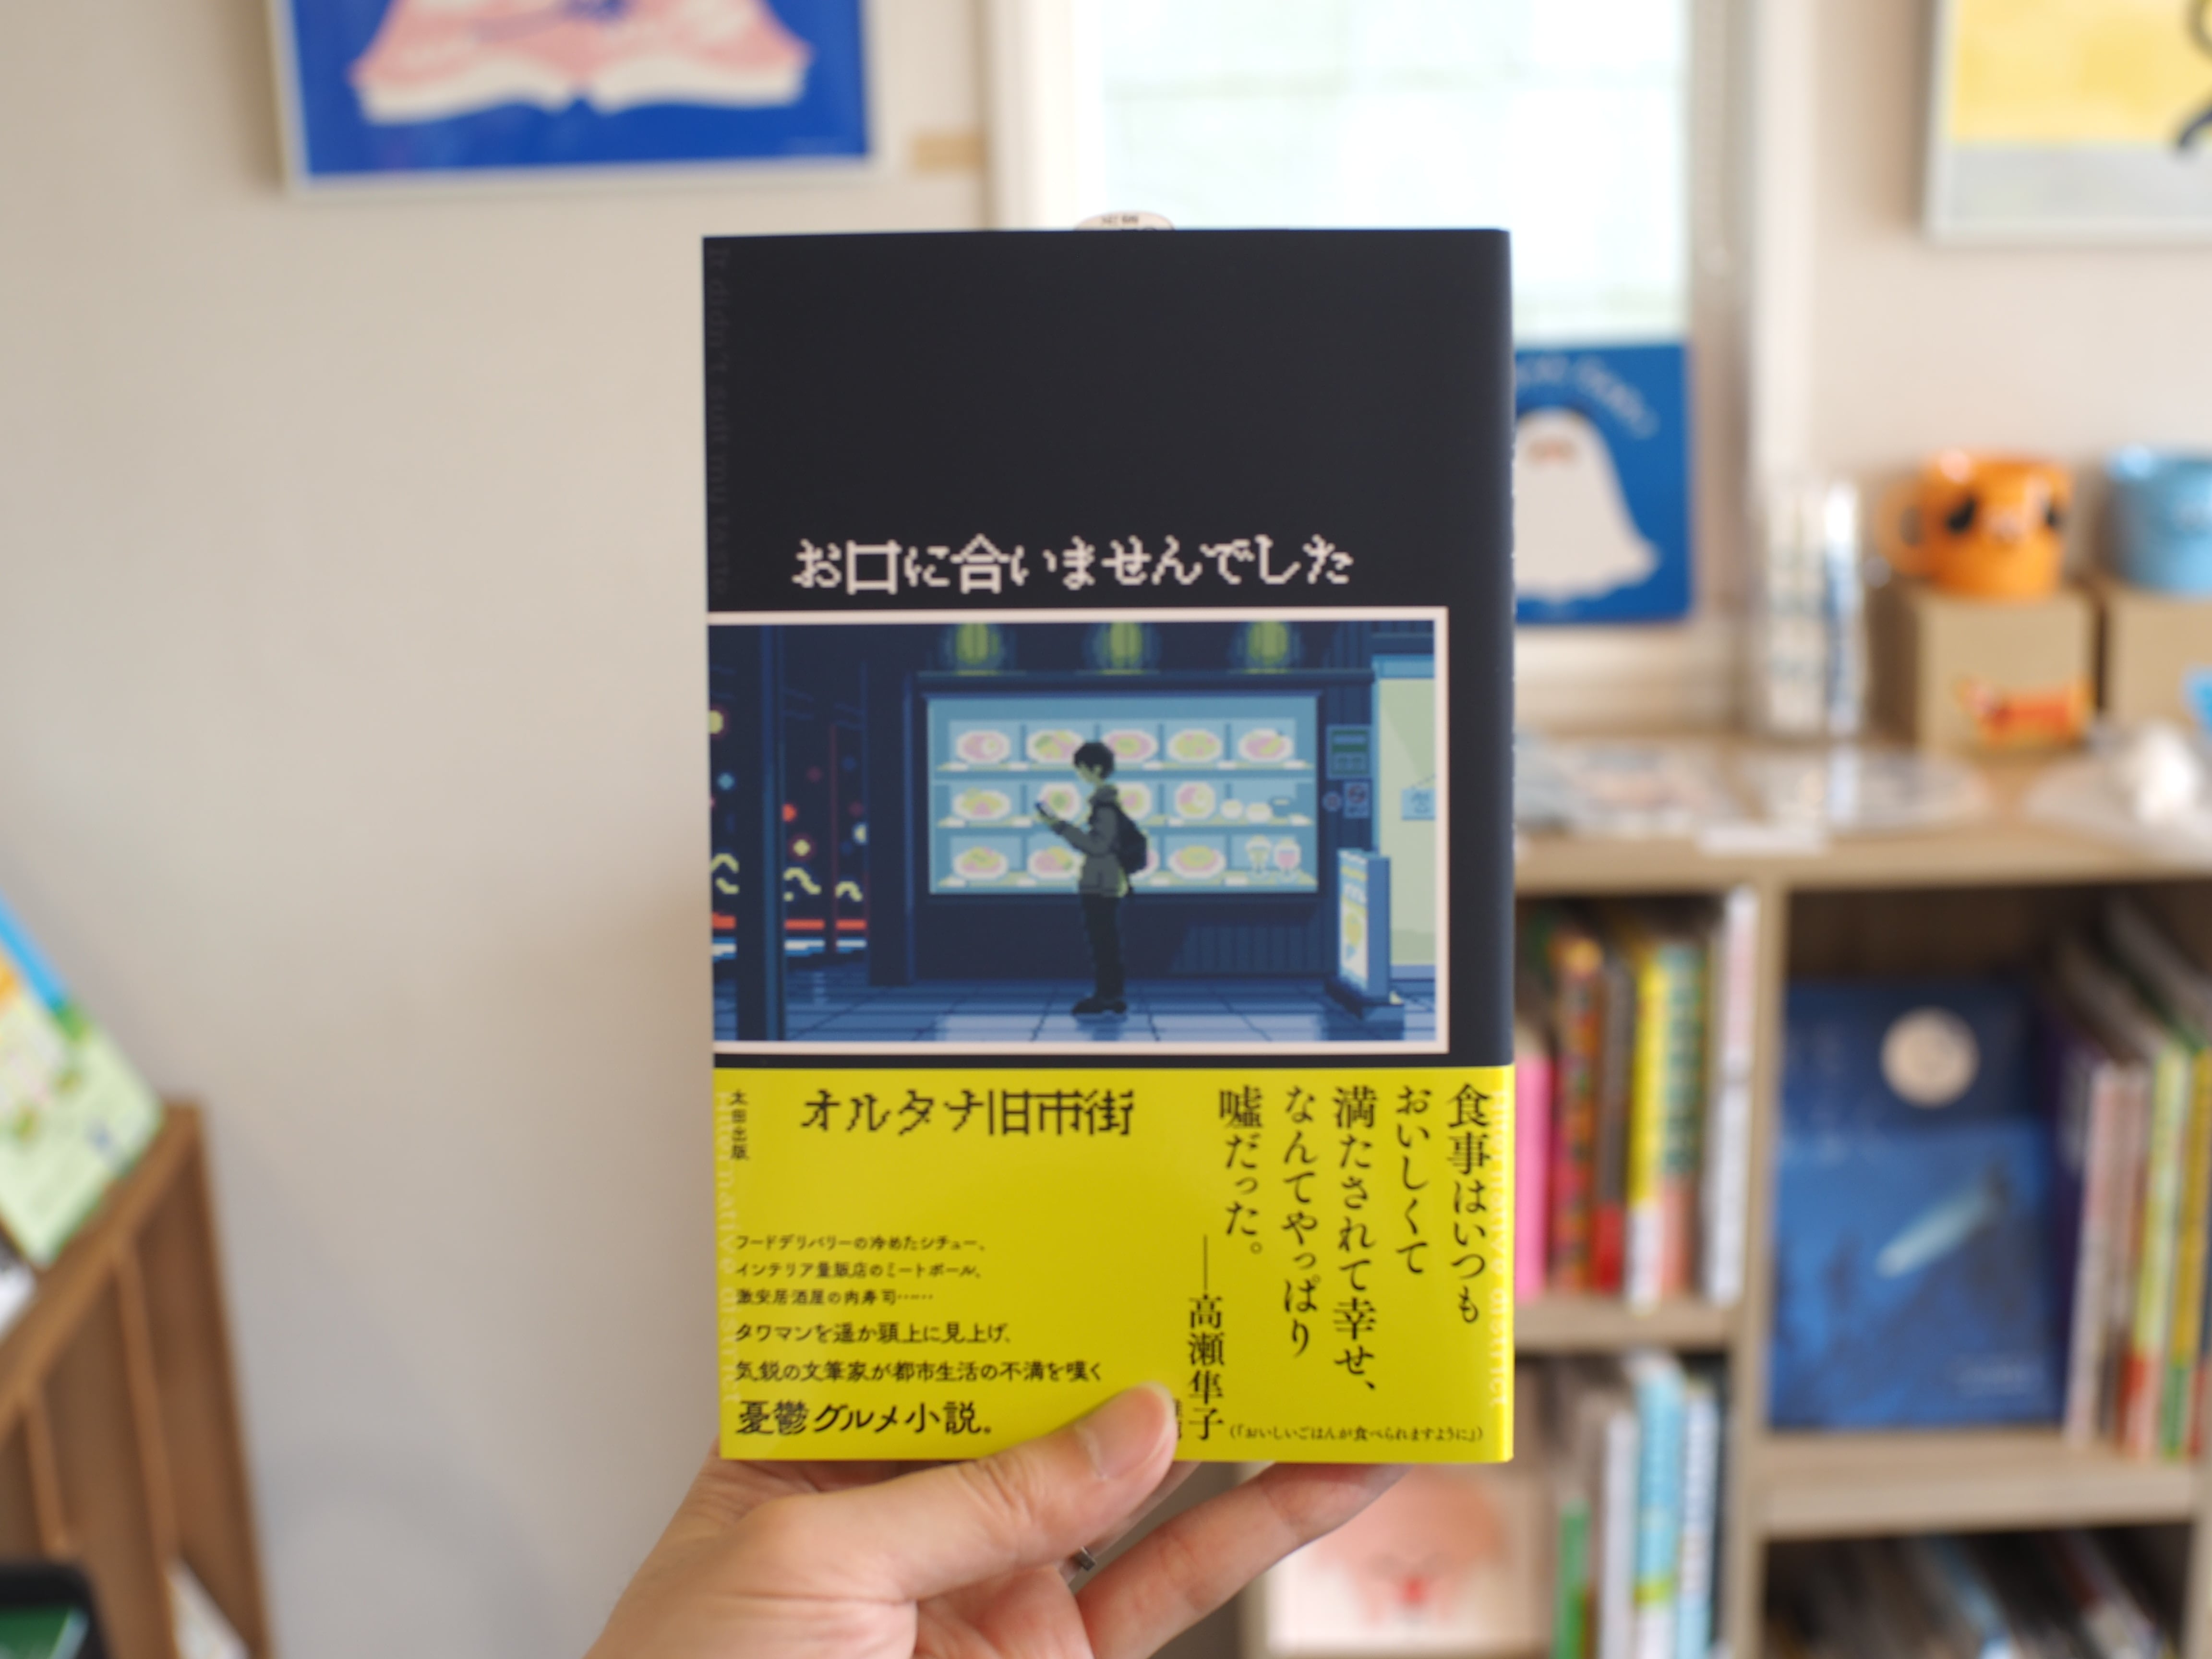 お口に合いませんでした
It didn't suit my taste
オルタナ旧市街
太田出版
食事はいつも
おいしくて
満たされて幸せ、
なんてやっぱり
嘘だった。
――高瀬隼子
(『おいしいごはんが食べられますように』)
フードデリバリーの冷めたシチュー、
インテリア量販店のミートボール、
激安居酒屋の肉寿司……
タワマンを遥か頭上に見上げ、
気鋭の文筆家が都市生活の不満を嘆く
憂鬱グルメ小説。
Alternative district